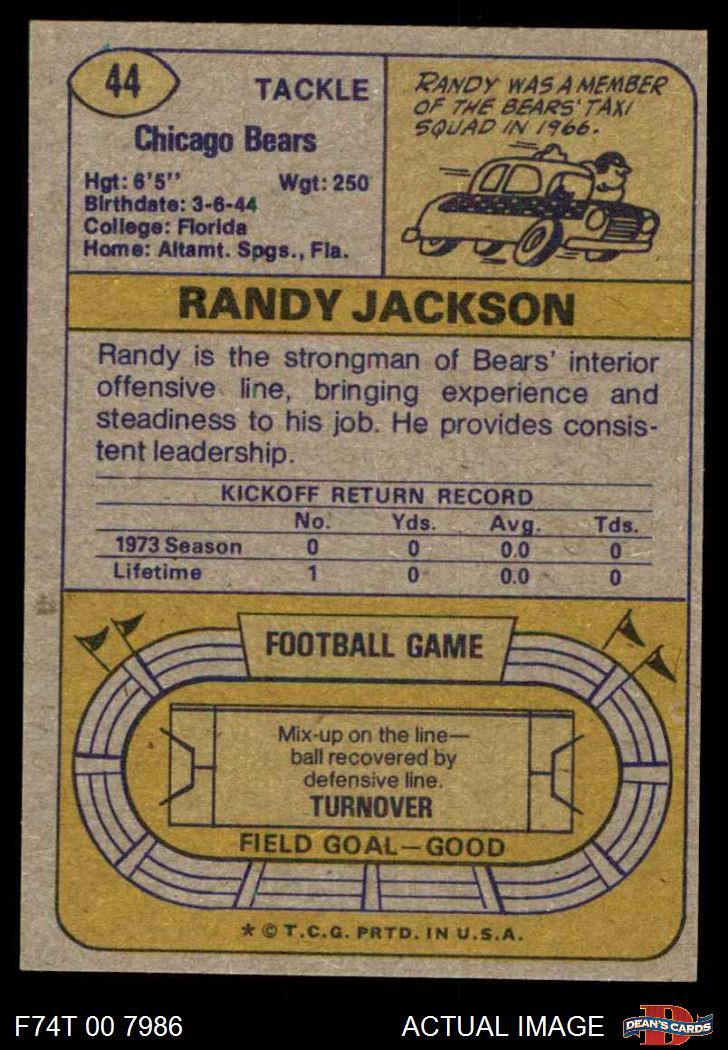 44
TACKLE
Chicago Bears
Hgt: 6'5'' Wgt: 250
Birthdate: 3-6-44
College: Florida
Home: Altamt. Spgs., Fla.
RANDY WAS A MEMBER
OF THE BEARS' TAXI
SQUAD IN 1966.
RANDY JACKSON
Randy is the strongman of Bears' interior
offensive line, bringing experience and
steadiness to his job. He provides consis-
tent leadership.
KICKOFF RETURN RECORD
No. Yds. Avg. Tds.
1973 Season 0 0 0.0 0
Lifetime 1 0 0.0 0
FOOTBALL GAME
Mix-up on the line—
ball recovered by
defensive line.
TURNOVER
FIELD GOAL—GOOD
* © T.C.G. PRTD. IN U.S.A.
F74T 00 7986 ACTUAL IMAGE D DEAN'S CARDS